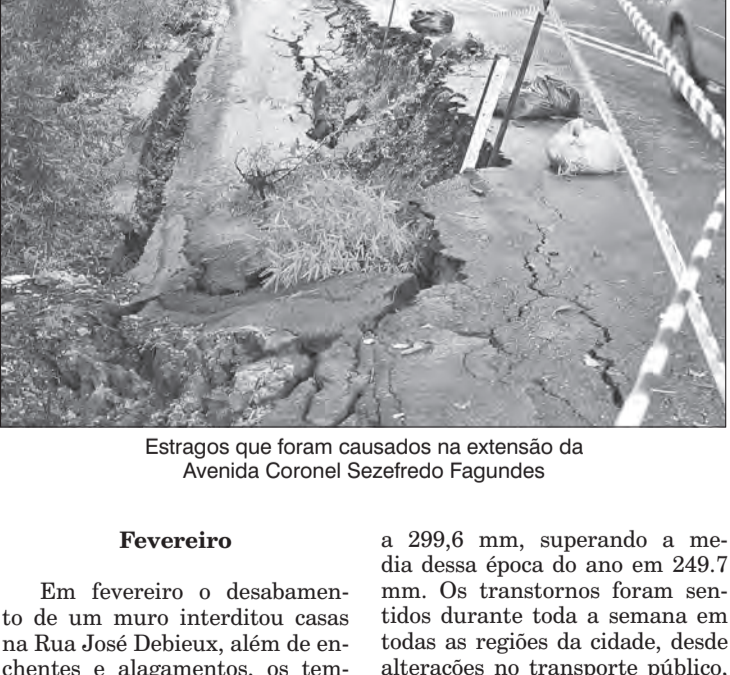 Estragos que foram causados na extensão da
Avenida Coronel Sezefredo Fagundes
Fevereiro
Em fevereiro o desabamen-
to de um muro interditou casas
na Rua José Debieux, além de en-
chentes e alagamentos, os tem-
a 299,6 mm, superando a me-
dia dessa época do ano em 249.7
mm. Os transtornos foram sen-
tidos durante toda a semana em
todas as regiões da cidade, desde
alterações no transporte público,